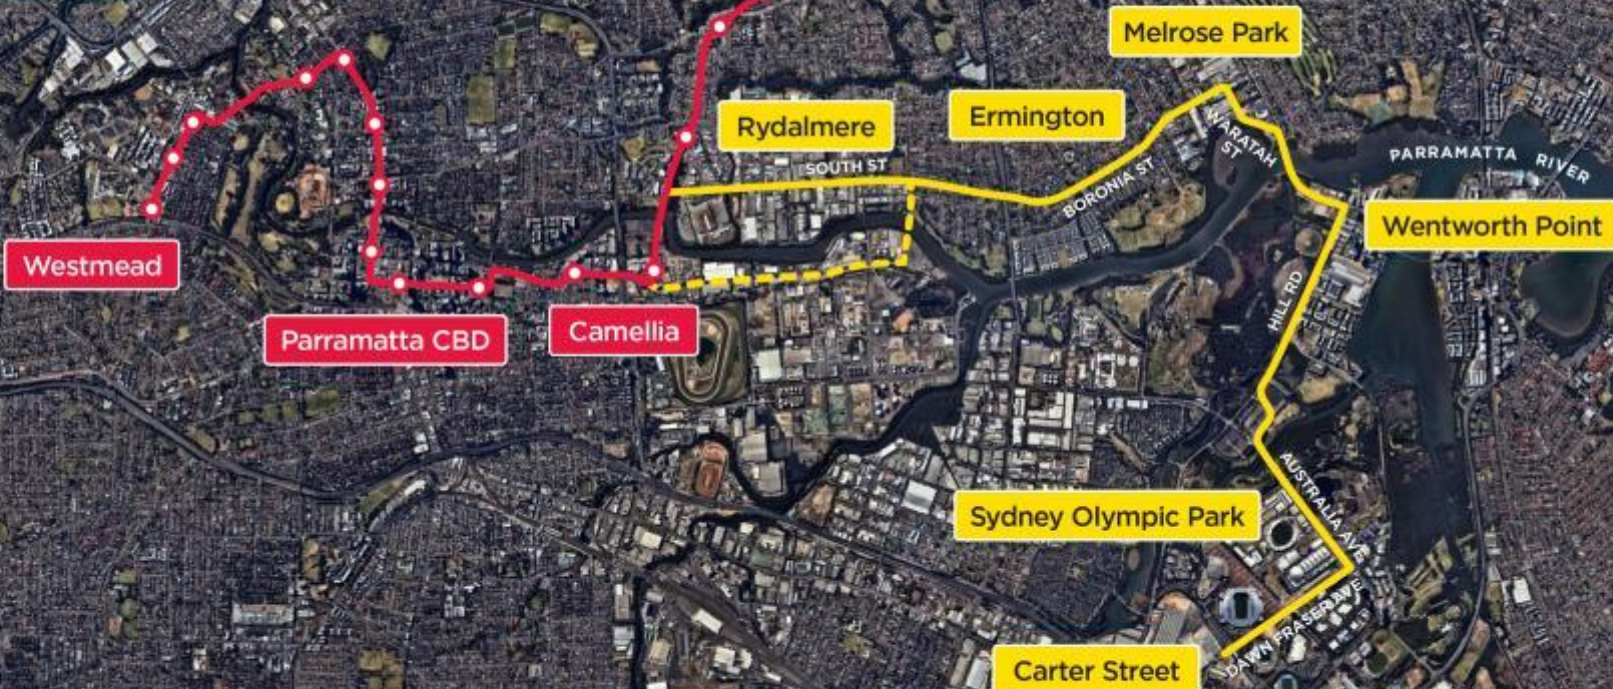 Melrose Park
Ermington
Rydalmere
WARATAH
ST
PARRAMATTA RIVER
SOUTH ST
BORONIA ST
Wentworth Point
Westmead
HILL RD
Parramatta CBD
Camellia
AUSTRALIA AVE
Sydney Olympic Park
DAWN FRASER AVE
Carter Street